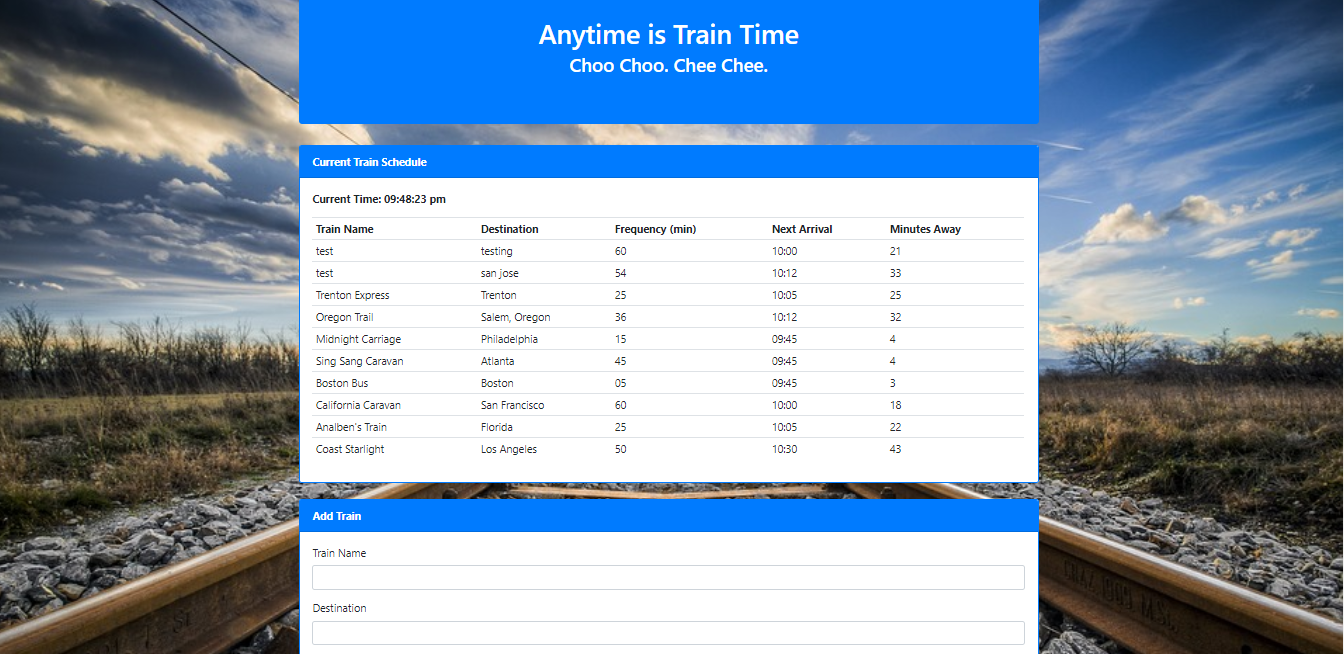 Anytime is Train Time
Choo Choo. Chee Chee.
Current Train Schedule
Current Time: 09:48:23 pm
Train Name Destination Frequency (min) Next Arrival Minutes Away
test testing 60 10:00 21
test san jose 54 10:12 33
Trenton Express Trenton 25 10:05 25
Oregon Trail Salem, Oregon 36 10:12 32
Midnight Carriage Philadelphia 15 09:45 4
Sing Sang Caravan Atlanta 45 09:45 4
Boston Bus Boston 05 09:45 3
California Caravan San Francisco 60 10:00 18
Analben's Train Florida 25 10:05 22
Coast Starlight Los Angeles 50 10:30 43
Add Train
Train Name
Destination